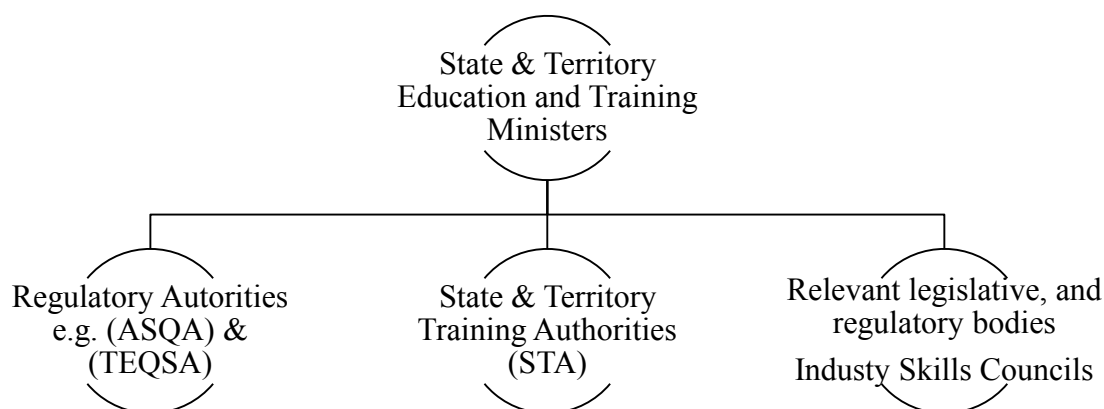 State & Territory
Education and Training
Ministers
Regulatory Autorities
e.g. (ASQA) &
(TEQSA)
State & Territory
Training Authorities
(STA)
Relevant legislative, and
regulatory bodies
Industy Skills Councils